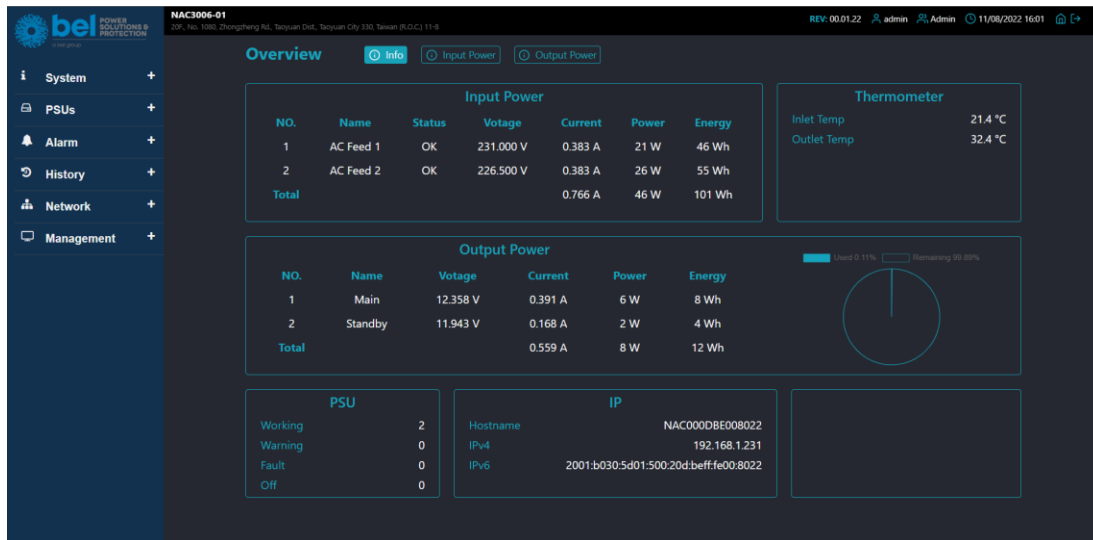 bel POWER SOLUTIONS & PROTECTION
a bel group
NAC3006-01
20F., No. 1080, Zhongzheng Rd., Taoyuan Dist., Taoyuan City 330, Taiwan (R.O.C.) 11-6
REV: 00.01.22 admin Admin 11/08/2022 16:01
System +
PSUs +
Alarm +
History +
Network +
Management +
Overview Info Input Power Output Power
Input Power
NO. Name Status Votage Current Power Energy
1 AC Feed 1 OK 231.000 V 0.383 A 21 W 46 Wh
2 AC Feed 2 OK 226.500 V 0.383 A 26 W 55 Wh
Total 0.766 A 46 W 101 Wh
Thermometer
Inlet Temp 21.4 °C
Outlet Temp 32.4 °C
Output Power
NO. Name Votage Current Power Energy
1 Main 12.358 V 0.391 A 6 W 8 Wh
2 Standby 11.943 V 0.168 A 2 W 4 Wh
Total 0.559 A 8 W 12 Wh
Used 0.11% Remaining 99.89%
PSU
Working 2
Warning 0
Fault 0
Off 0
IP
Hostname NAC000DBE008022
IPv4 192.168.1.231
IPv6 2001:b030:5d01:500:20d:beff:fe00:8022